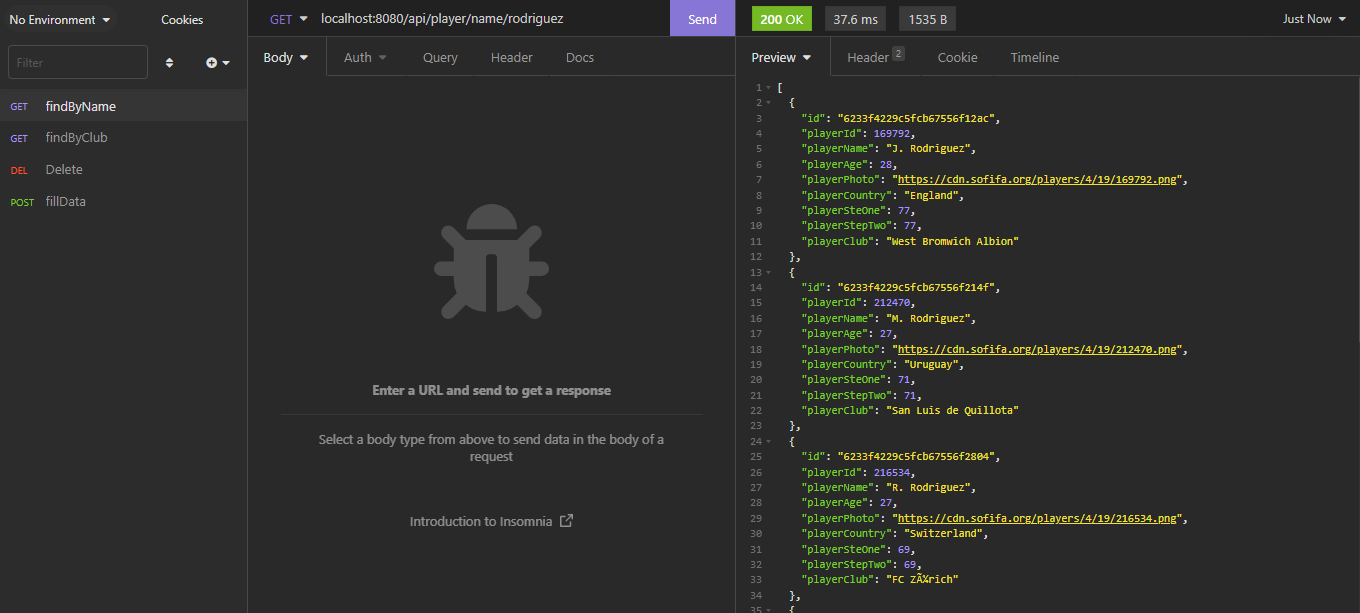 No Environment
Cookies
GET localhost:8080/api/player/name/rodriguez Send
200 OK 37.6 ms 1535 B Just Now
Filter
Body Auth Query Header Docs
Preview Header 2 Cookie Timeline
GET findByName
GET findByClub
DEL Delete
POST fillData
Enter a URL and send to get a response
Select a body type from above to send data in the body of a
request
Introduction to Insomnia
1 [
2 {
3 "id": "6233f4229c5fcb67556f12ac",
4 "playerId": 169792,
5 "playerName": "J. Rodriguez",
6 "playerAge": 28,
7 "playerPhoto": "https://cdn.sofifa.org/players/4/19/169792.png",
8 "playerCountry": "England",
9 "playerSteOne": 77,
10 "playerStepTwo": 77,
11 "playerClub": "West Bromwich Albion"
12 },
13 {
14 "id": "6233f4229c5fcb67556f214f",
15 "playerId": 212470,
16 "playerName": "M. Rodriguez",
17 "playerAge": 27,
18 "playerPhoto": "https://cdn.sofifa.org/players/4/19/212470.png",
19 "playerCountry": "Uruguay",
20 "playerSteOne": 71,
21 "playerStepTwo": 71,
22 "playerClub": "San Luis de Quillota"
23 },
24 {
25 "id": "6233f4229c5fcb67556f2804",
26 "playerId": 216534,
27 "playerName": "R. Rodriguez",
28 "playerAge": 27,
29 "playerPhoto": "https://cdn.sofifa.org/players/4/19/216534.png",
30 "playerCountry": "Switzerland",
31 "playerSteOne": 69,
32 "playerStepTwo": 69,
33 "playerClub": "FC ZÃ¼rich"
34 },
35 {